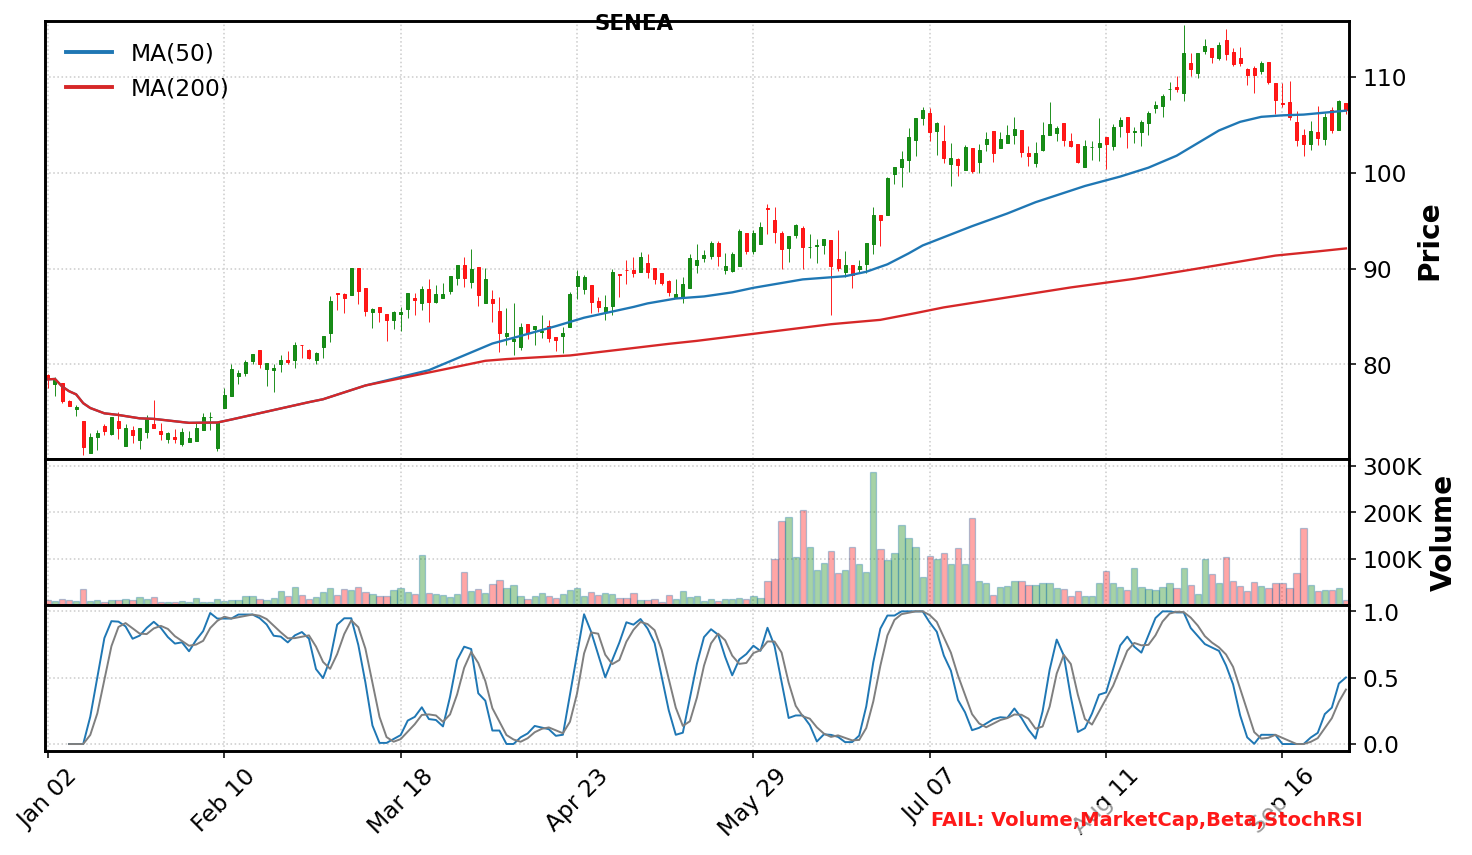 SENEA
MA(50)
MA(200)
110
100
90
80
Price
300K
200K
100K
Volume
1.0
0.5
0.0
Jan 02
Feb 10
Mar 18
Apr 23
May 29
Jul 07
Aug 11
Sep 16
FAIL: Volume,MarketCap,Beta,StochRSI